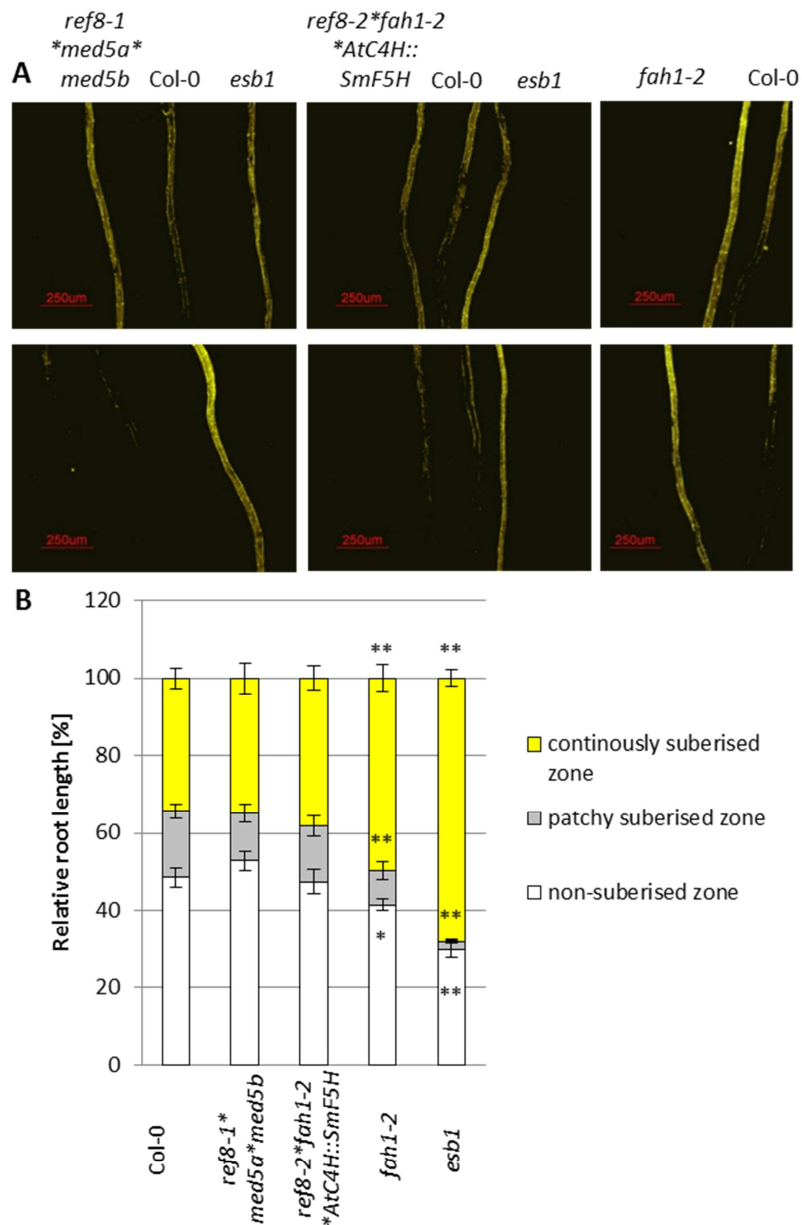 ref8-1
*med5a*
med5b Col-0 esb1
ref8-2*fah1-2
*AtC4H::
SmF5H Col-0 esb1
fah1-2 Col-0
A
250um
250um
250um
250um
250um
250um
B
120
100
80
60
40
20
0
Relative root length [%]
** **
**
*
**
**
continously suberised
zone
patchy suberised zone
non-suberised zone
Col-0
ref8-1*
med5a*med5b
ref8-2*fah1-2
*AtC4H::SmF5H
fah1-2
esb1